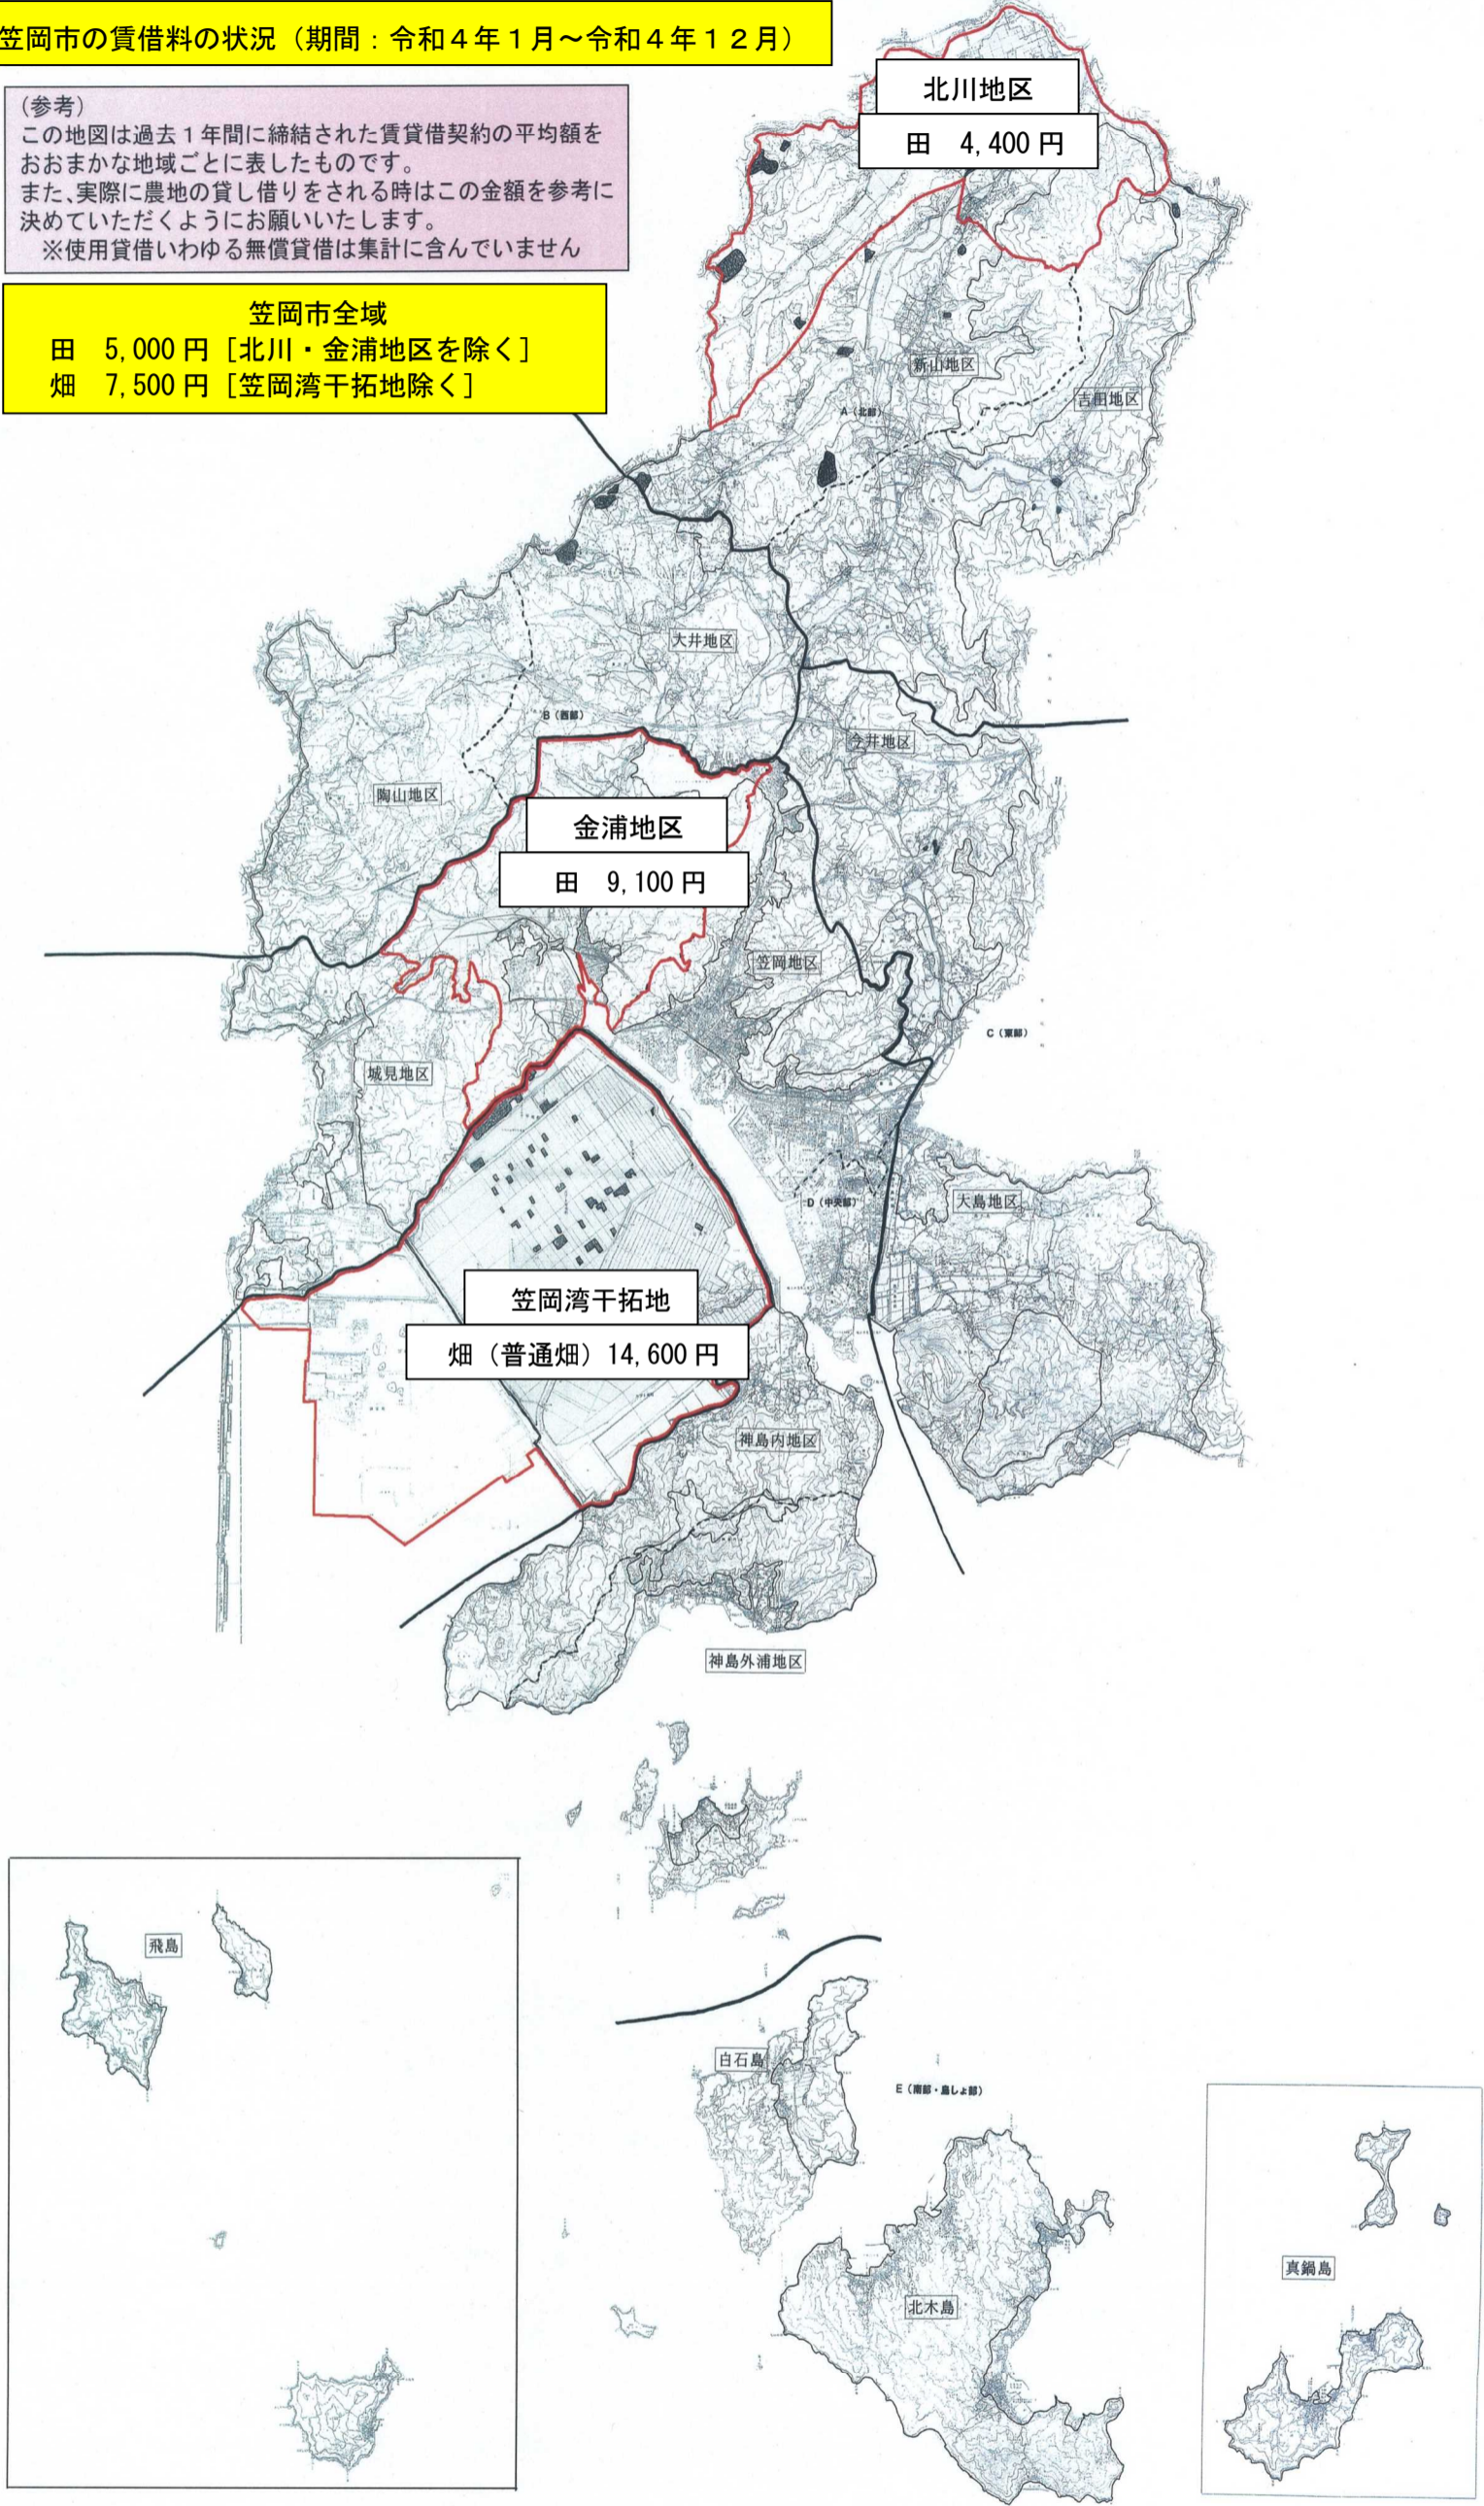 笠岡市の賃借料の状況（期間：令和４年１月～令和４年１２月）
（参考）
この地図は過去１年間に締結された賃貸借契約の平均額を
おおまかな地域ごとに表したものです。
また、実際に農地の貸し借りをされる時はこの金額を参考に
決めていただくようにお願いいたします。
※使用貸借いわゆる無償貸借は集計に含んでいません
笠岡市全域
田　5,000円［北川・金浦地区を除く］
畑　7,500円［笠岡湾干拓地除く］
北川地区
田　4,400円
新山地区
吉田地区
A（北部）
大井地区
B（西部）
今井地区
陶山地区
金浦地区
田　9,100円
笠岡地区
C（東部）
城見地区
D（中央部）
大島地区
笠岡湾干拓地
畑（普通畑）14,600円
神島内地区
神島外浦地区
飛島
白石島
E（南部・島しょ部）
北木島
真鍋島